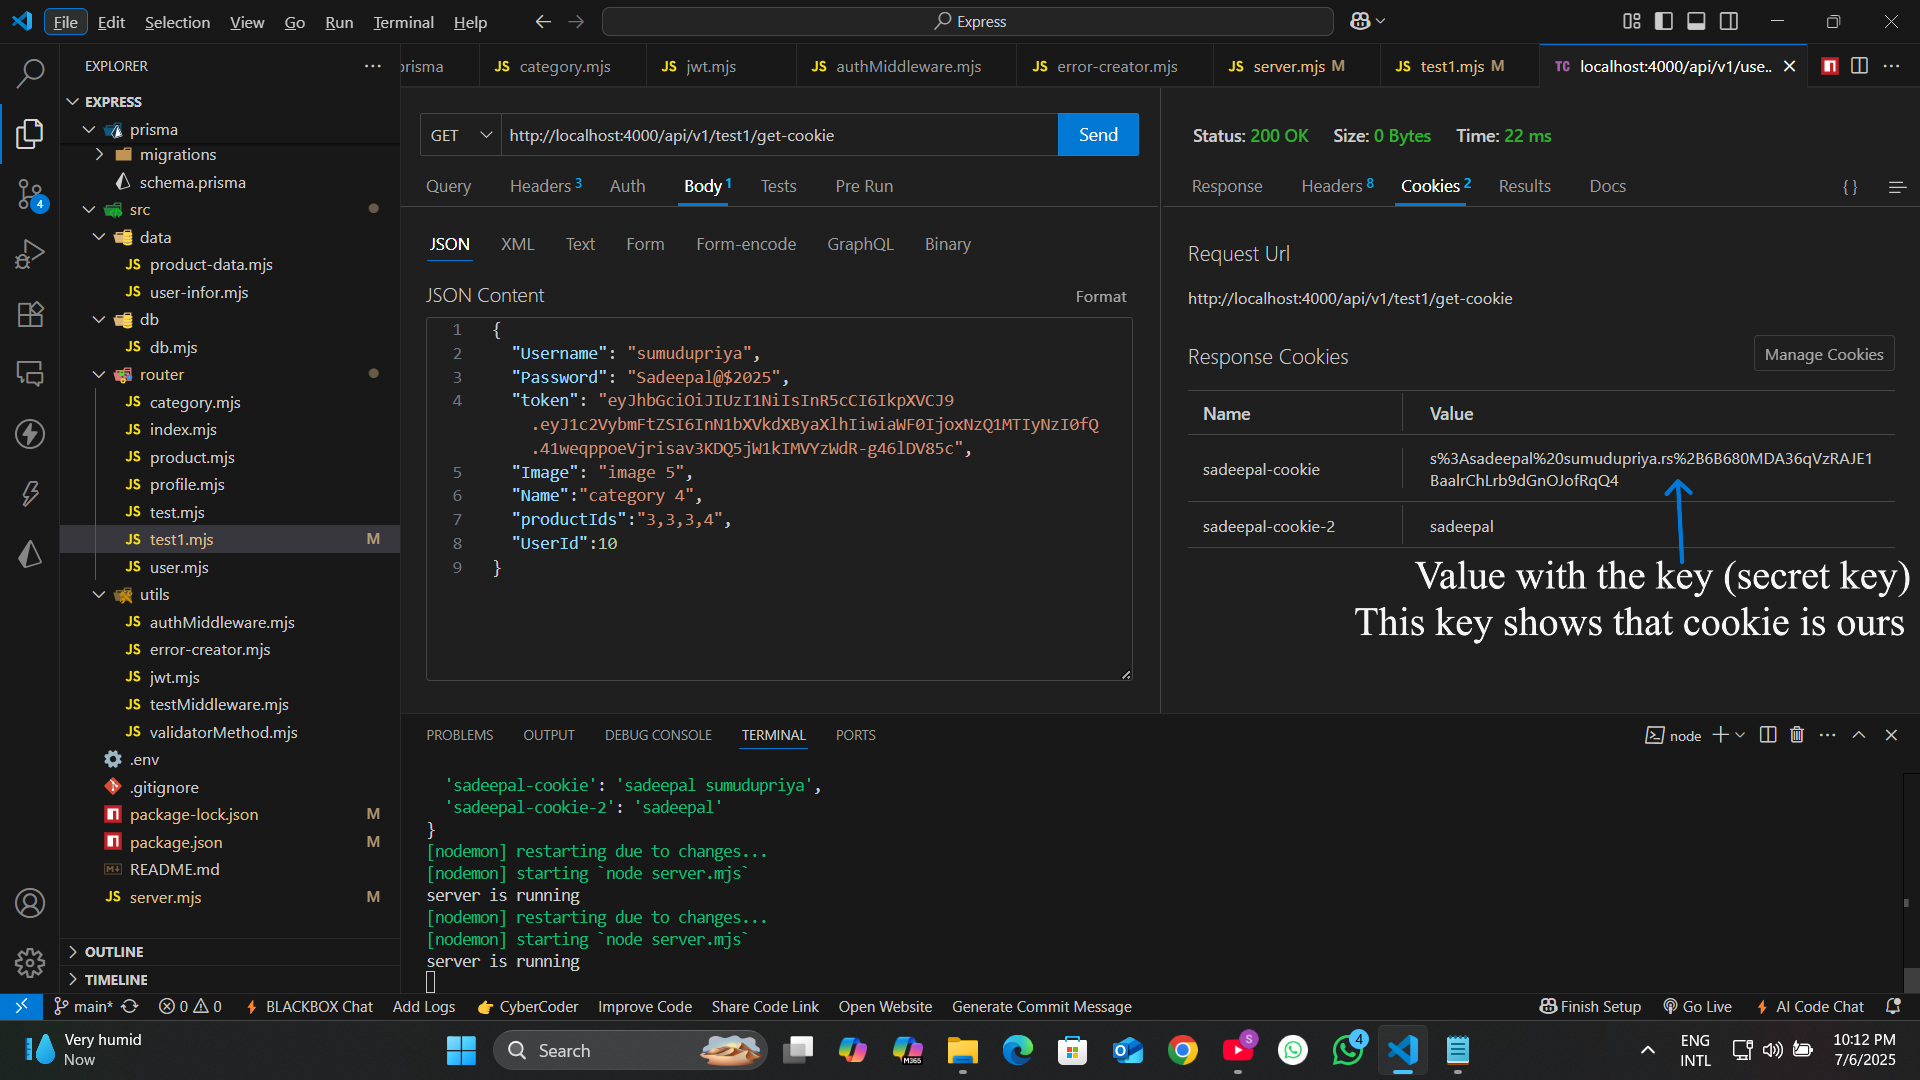 File Edit Selection View Go Run Terminal Help
Express
EXPLORER
prisma
category.mjs
jwt.mjs
authMiddleware.mjs
error-creator.mjs
server.mjs M
test1.mjs M
TC localhost:4000/api/v1/use..
EXPRESS
prisma
migrations
schema.prisma
src
data
JS product-data.mjs
JS user-infor.mjs
db
JS db.mjs
router
JS category.mjs
JS index.mjs
JS product.mjs
JS profile.mjs
JS test.mjs
JS test1.mjs M
JS user.mjs
utils
JS authMiddleware.mjs
JS error-creator.mjs
JS jwt.mjs
JS testMiddleware.mjs
JS validatorMethod.mjs
.env
.gitignore
package-lock.json M
package.json M
README.md
JS server.mjs M
OUTLINE
TIMELINE
4
GET http://localhost:4000/api/v1/test1/get-cookie Send
Query Headers 3 Auth Body 1 Tests Pre Run
JSON XML Text Form Form-encode GraphQL Binary
JSON Content Format
1 {
2 "Username": "sumudupriya",
3 "Password": "Sadeepal@$2025",
4 "token": "eyJhbGciOiJIUzI1NiIsInR5cCI6IkpXVCJ9
.eyJ1c2VybmFtZSI6InN1bXVkdXByaXlhIiwiaWF0IjoxNzQ1MTIyNzI0fQ
.41weqppoeVjrisav3KDQ5jW1kIMVYzWdR-g46lDV85c",
5 "Image": "image 5",
6 "Name":"category 4",
7 "productIds":"3,3,3,4",
8 "UserId":10
9 }
Status: 200 OK Size: 0 Bytes Time: 22 ms
Response Headers 8 Cookies 2 Results Docs { }
Request Url
http://localhost:4000/api/v1/test1/get-cookie
Response Cookies Manage Cookies
Name Value
sadeepal-cookie s%3Asadeepal%20sumudupriya.rs%2B6B680MDA36qVzRAJE1
BaalrChLrb9dGnOJofRqQ4
sadeepal-cookie-2 sadeepal
Value with the key (secret key)
This key shows that cookie is ours
PROBLEMS OUTPUT DEBUG CONSOLE TERMINAL PORTS
node
'sadeepal-cookie': 'sadeepal sumudupriya',
'sadeepal-cookie-2': 'sadeepal'
}
[nodemon] restarting due to changes...
[nodemon] starting `node server.mjs`
server is running
[nodemon] restarting due to changes...
[nodemon] starting `node server.mjs`
server is running
main* 0 0 BLACKBOX Chat Add Logs CyberCoder Improve Code Share Code Link Open Website Generate Commit Message Finish Setup Go Live AI Code Chat
Very humid
Now
Search
M365
S
4
ENG
INTL
10:12 PM
7/6/2025